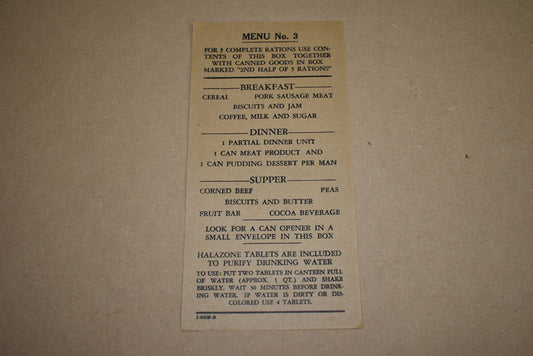 MENU No. 3
FOR 5 COMPLETE RATIONS USE CON-
TENTS OF THIS BOX TOGETHER
WITH CANNED GOODS IN BOX
MARKED "2ND HALF OF 5 RATIONS"
BREAKFAST
CEREAL PORK SAUSAGE MEAT
BISCUITS AND JAM
COFFEE, MILK AND SUGAR
DINNER
1 PARTIAL DINNER UNIT
1 CAN MEAT PRODUCT AND
1 CAN PUDDING DESSERT PER MAN
SUPPER
CORNED BEEF PEAS
BISCUITS AND BUTTER
FRUIT BAR COCOA BEVERAGE
LOOK FOR A CAN OPENER IN A
SMALL ENVELOPE IN THIS BOX
HALAZONE TABLETS ARE INCLUDED
TO PURIFY DRINKING WATER
TO USE: PUT TWO TABLETS IN CANTEEN FULL
OF WATER (APPROX. 1 QT.) AND SHAKE
BRISKLY, WAIT 30 MINUTES BEFORE DRINK-
ING WATER. IF WATER IS DIRTY OR DIS-
COLORED USE 4 TABLETS.